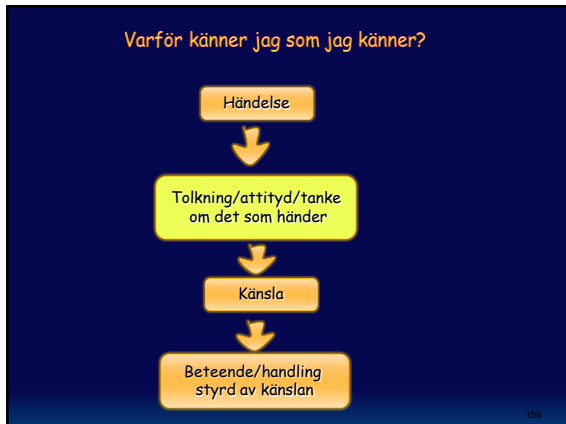 Varför känner jag som jag känner?
Händelse
Tolkning/attityd/tanke
om det som händer
Känsla
Beteende/handling
styrd av känslan
156